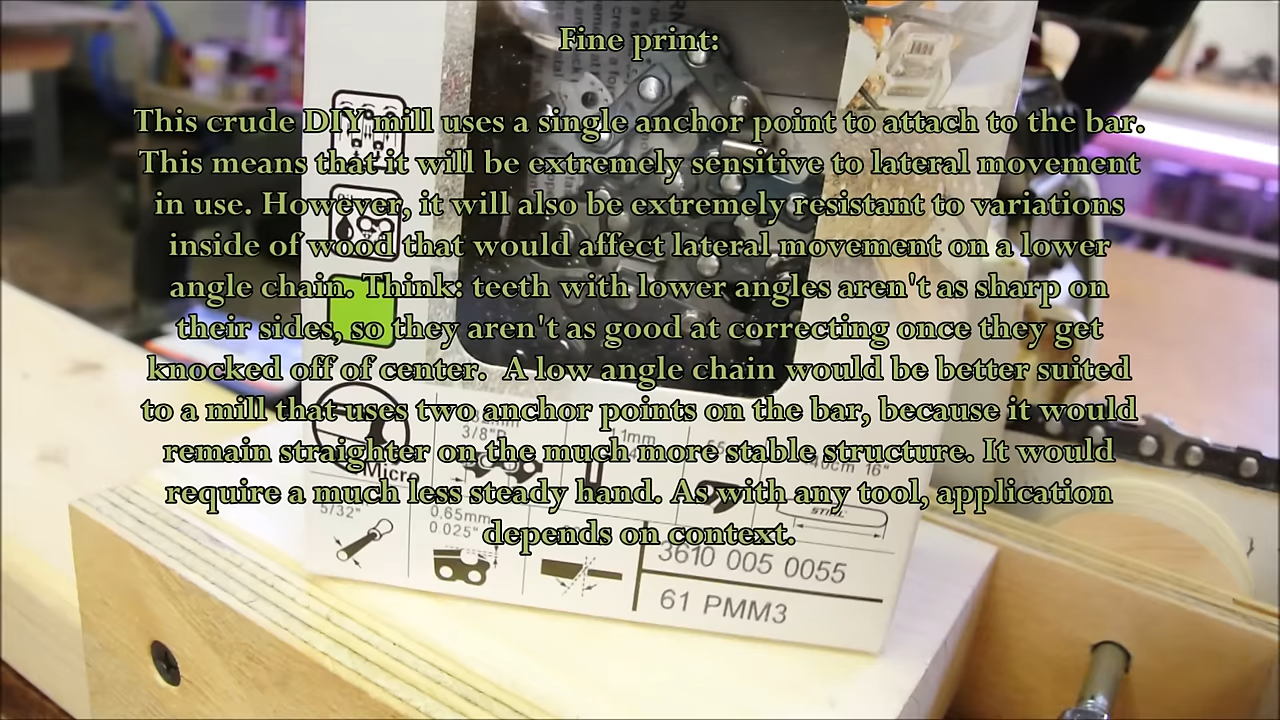 Fine print:
This crude DIY mill uses a single anchor point to attach to the bar.
This means that it will be extremely sensitive to lateral movement
in use. However, it will also be extremely resistant to variations
inside of wood that would affect lateral movement on a lower
angle chain. Think: teeth with lower angles aren't as sharp on
their sides, so they aren't as good at correcting once they get
knocked off of center.  A low angle chain would be better suited
to a mill that uses two anchor points on the bar, because it would
remain straighter on the much more stable structure. It would
require a much less steady hand. As with any tool, application
depends on context.
3/8"P
40cm 16"
Micro
5/32"
0.65mm
0.025"
STIHL
3610 005 0055
61 PMM3